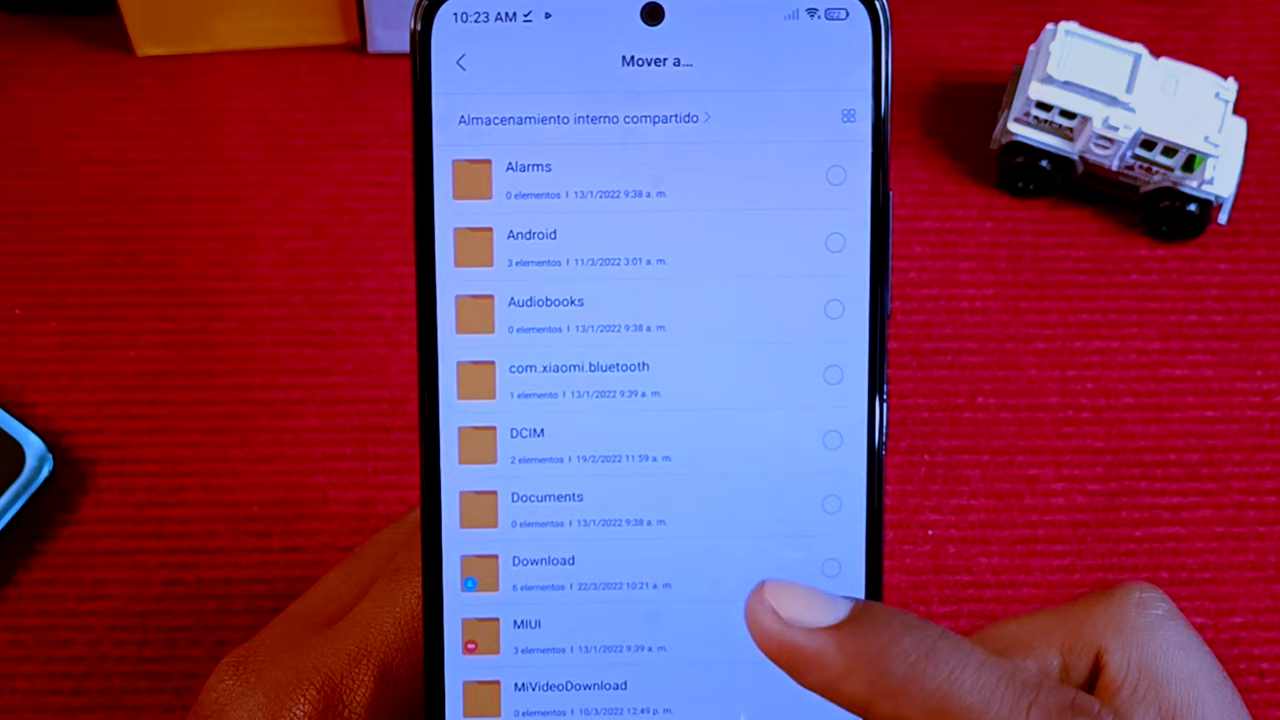 10:23 AM
Mover a...
Almacenamiento interno compartido
Alarms
0 elementos | 13/1/2022 9:38 a. m.
Android
3 elementos | 11/3/2022 3:01 a. m.
Audiobooks
0 elementos | 13/1/2022 9:38 a. m.
com.xiaomi.bluetooth
1 elemento | 13/1/2022 9:39 a. m.
DCIM
2 elementos | 19/2/2022 11:59 a. m.
Documents
0 elementos | 13/1/2022 9:38 a. m.
Download
6 elementos | 22/3/2022 10:21 a. m.
MIUI
3 elementos | 13/1/2022 9:39 a. m.
MiVideoDownload
0 elementos | 10/3/2022 12:49 p. m.